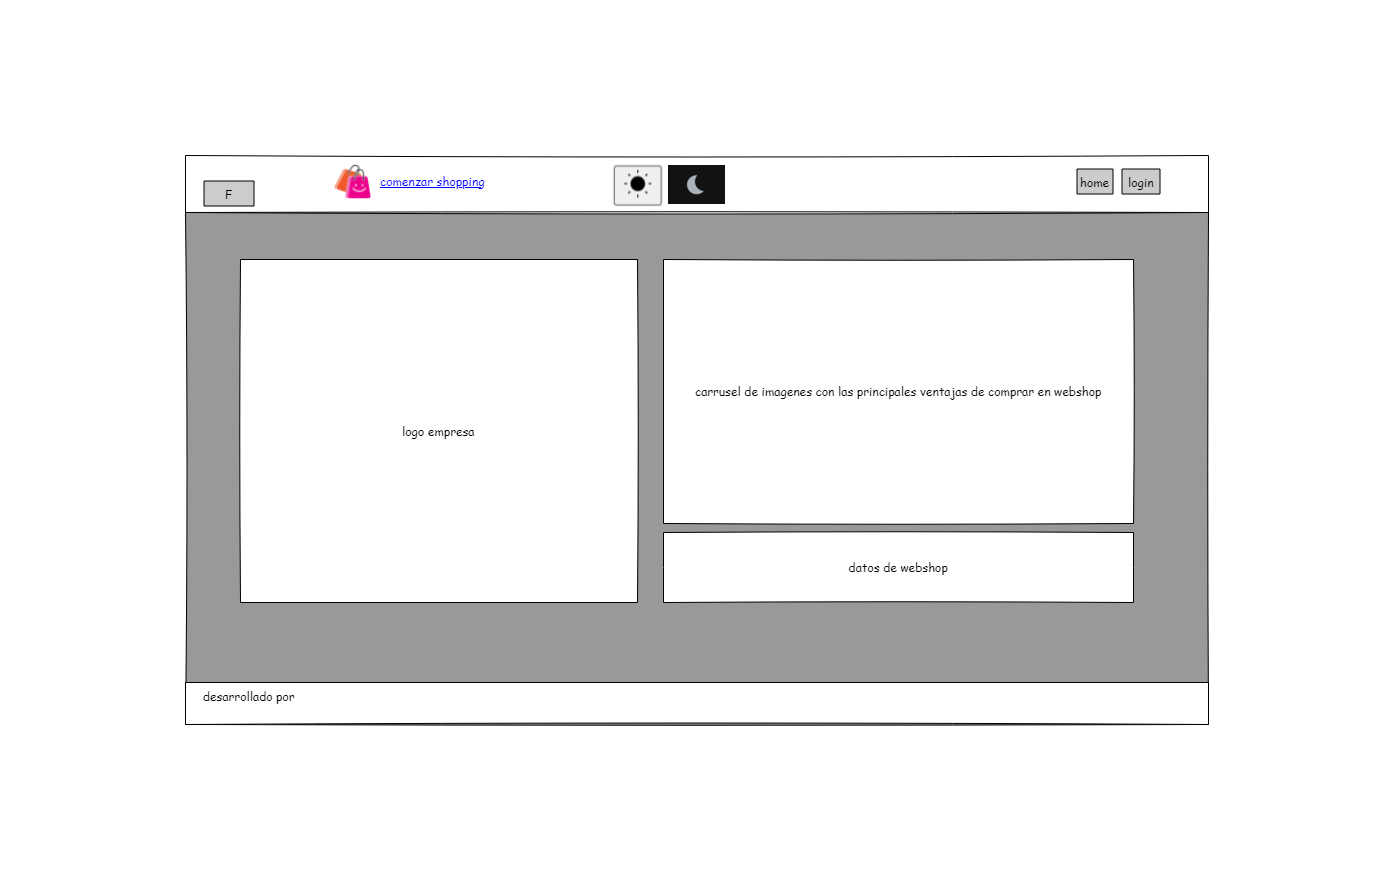 F
comenzar shopping
home
login
logo empresa
carrusel de imagenes con las principales ventajas de comprar en webshop
datos de webshop
desarrollado por